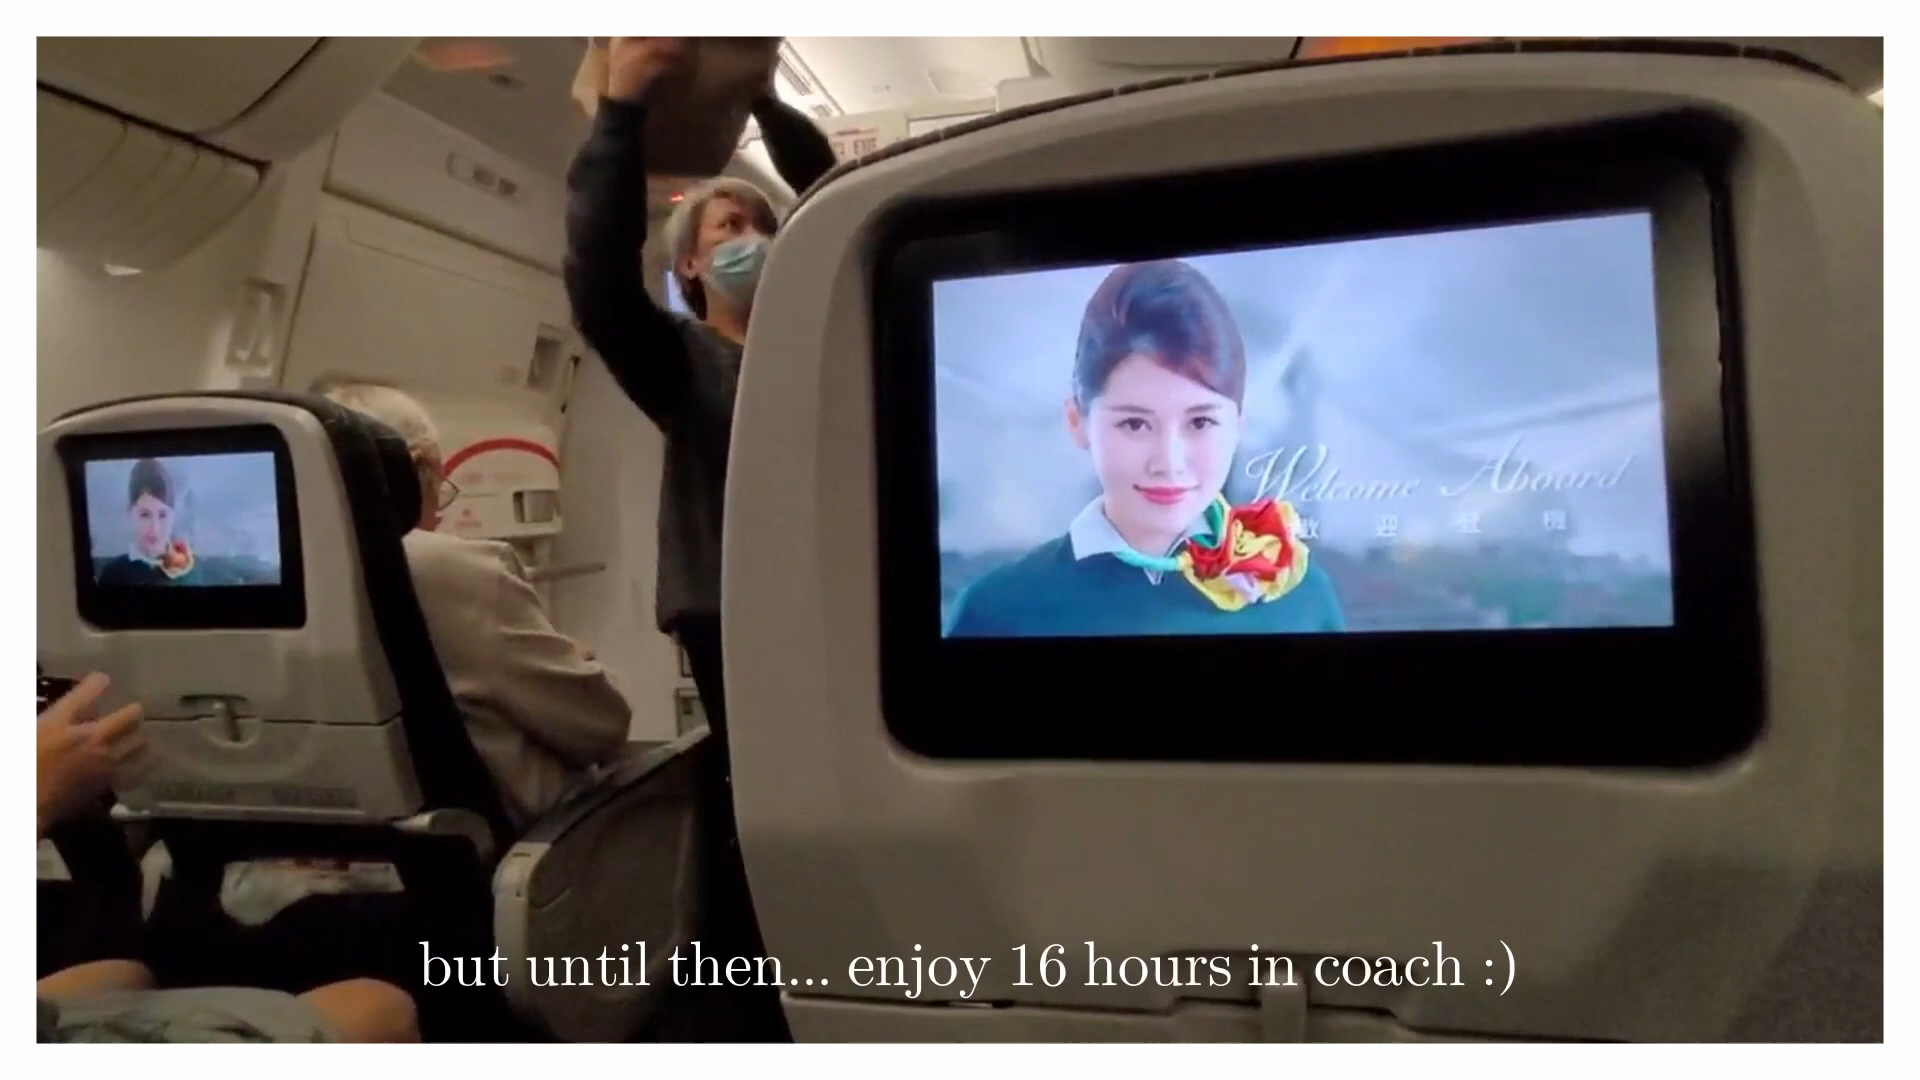 Welcome Aboard
歡迎登機
but until then... enjoy 16 hours in coach :)